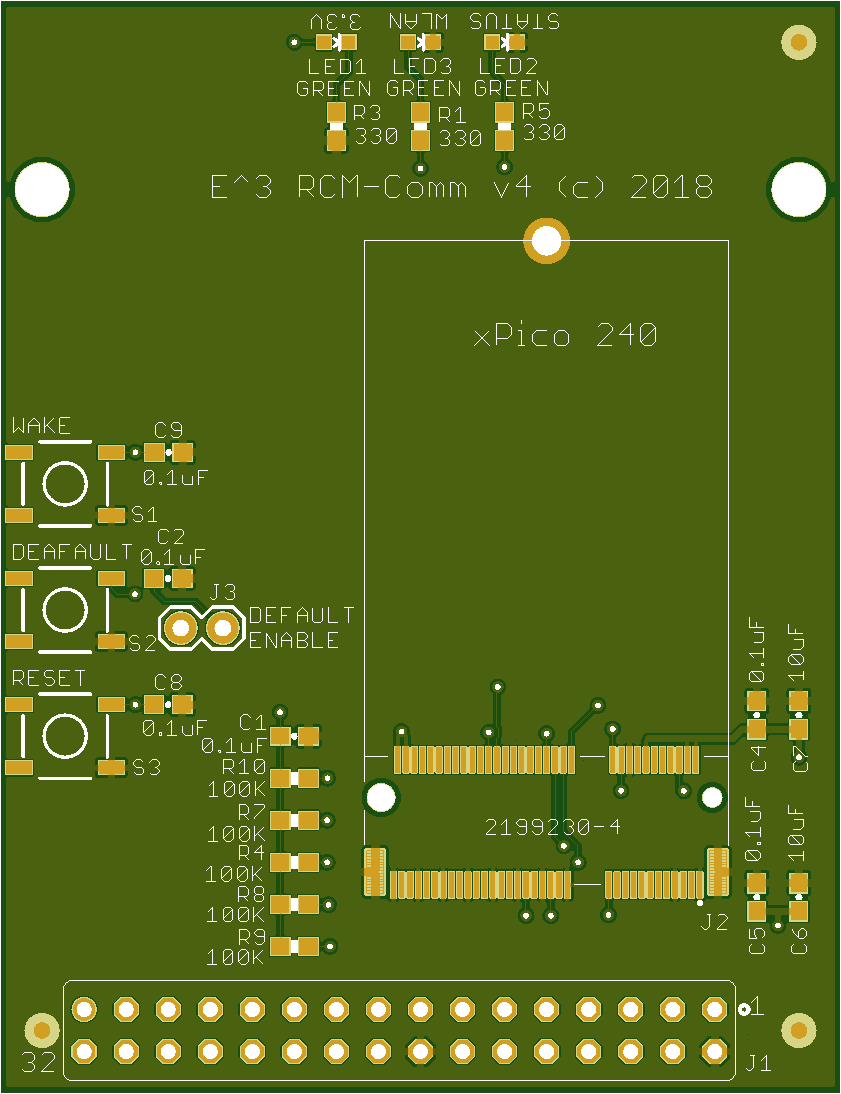 3.3V WLAN STATUS
LED1 LED3 LED2
GREEN GREEN GREEN
R3 R1 R5
330 330 330
E^3 RCM-Comm v4 (c) 2018
xPico 240
WAKE
C9
0.1uF
S1
C2
DEAFAULT 0.1uF
J3
DEFAULT
ENABLE
S2
RESET
C8
0.1uF
S3
C1
0.1uF
R10
100K
R7
100K
R4
100K
R8
100K
R9
100K
0.1uF 10uF
C4 C7
2199230-4
0.1uF 10uF
C5 C6
J2
1
32
J1